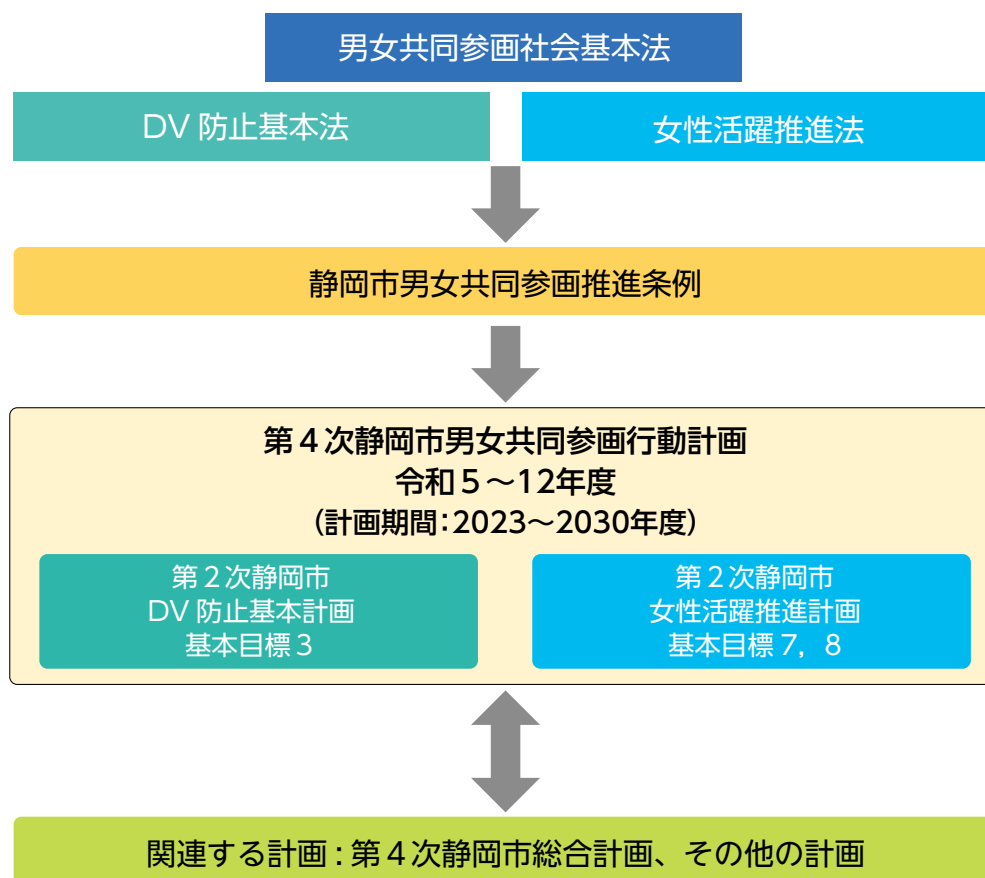 男女共同参画社会基本法
DV 防止基本法
女性活躍推進法
静岡市男女共同参画推進条例
第4次静岡市男女共同参画行動計画
令和5～12年度
（計画期間：2023～2030年度）
第2次静岡市
DV 防止基本計画
基本目標3
第2次静岡市
女性活躍推進計画
基本目標7，8
関連する計画：第4次静岡市総合計画、その他の計画